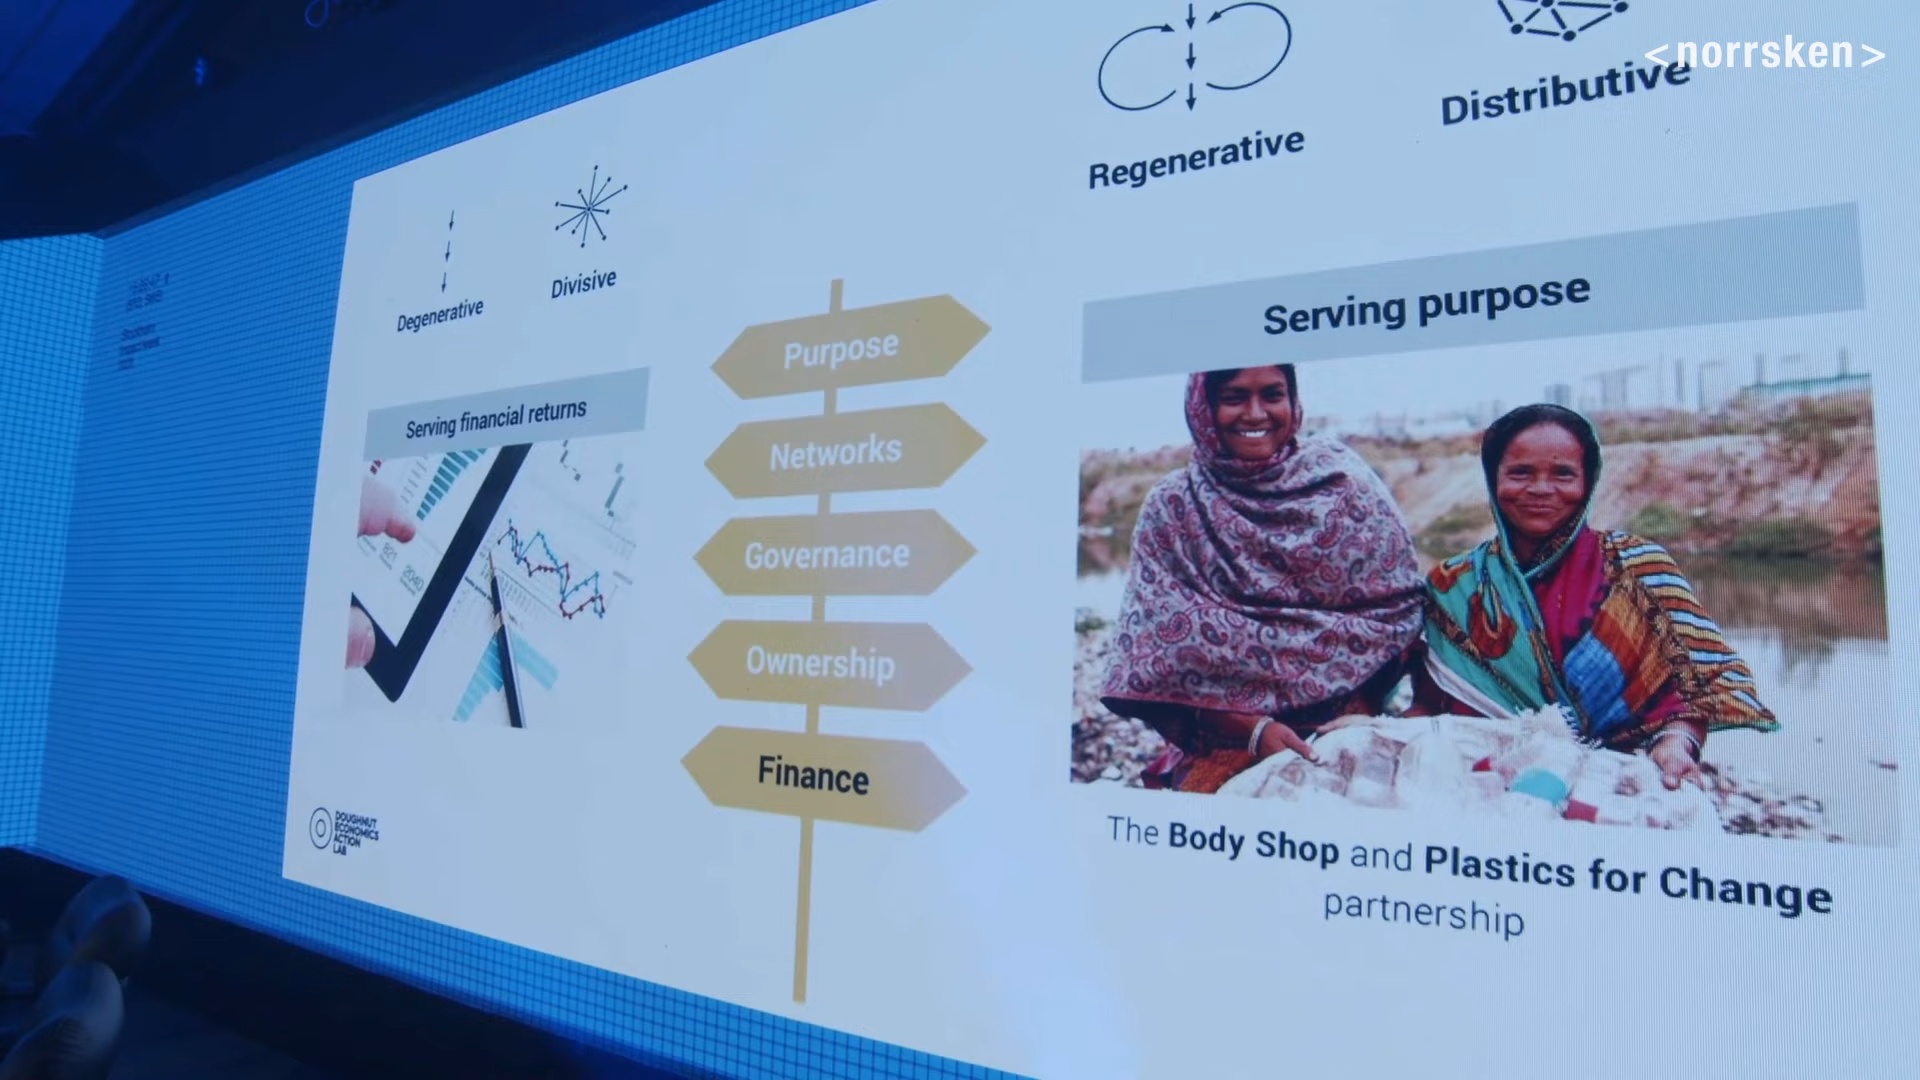 <norrsken>
Regenerative
Distributive
Degenerative
Divisive
Serving financial returns
Purpose
Networks
Governance
Ownership
Finance
Serving purpose
The Body Shop and Plastics for Change
partnership
DOUGHNUT
ECONOMICS
ACTION
LAB